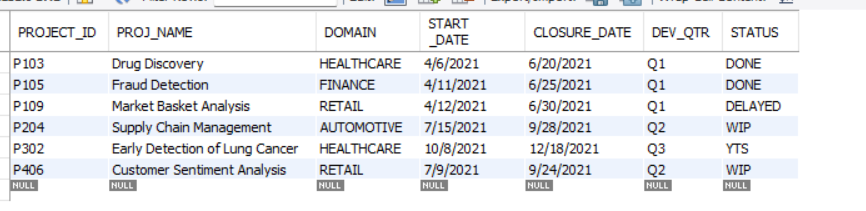 PROJECT_ID PROJ_NAME DOMAIN START _DATE CLOSURE_DATE DEV_QTR STATUS
P103 Drug Discovery HEALTHCARE 4/6/2021 6/20/2021 Q1 DONE
P105 Fraud Detection FINANCE 4/11/2021 6/25/2021 Q1 DONE
P109 Market Basket Analysis RETAIL 4/12/2021 6/30/2021 Q1 DELAYED
P204 Supply Chain Management AUTOMOTIVE 7/15/2021 9/28/2021 Q2 WIP
P302 Early Detection of Lung Cancer HEALTHCARE 10/8/2021 12/18/2021 Q3 YTS
P406 Customer Sentiment Analysis RETAIL 7/9/2021 9/24/2021 Q2 WIP
NULL NULL NULL NULL NULL NULL NULL